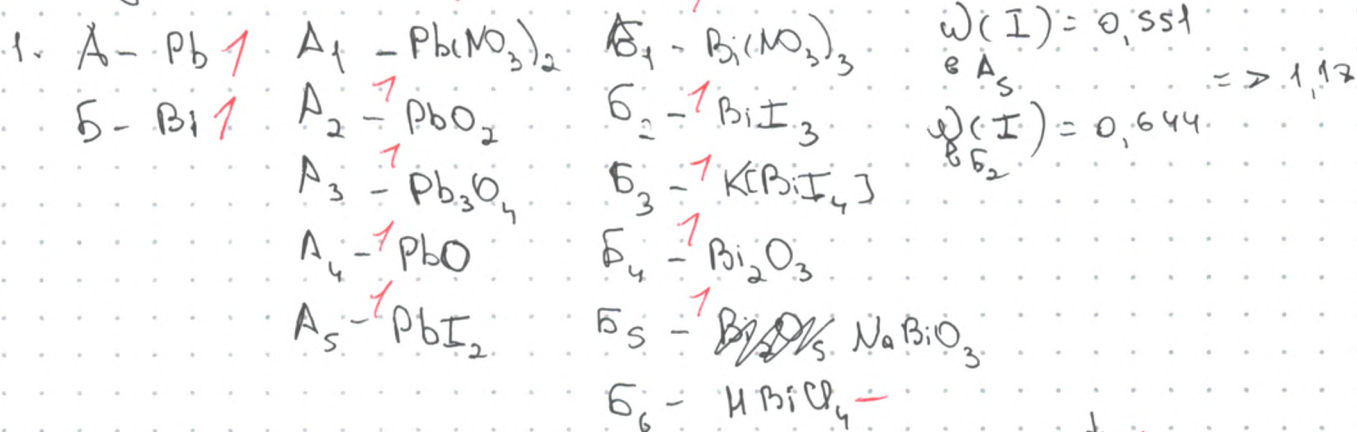 1. А - Pb 1 А₁ - Pb(NO₃)₂ Б₁ - Bi(NO₃)₃ ω(I) = 0,551
в А₅ => 1,17
Б - Bi 1 А₂ - 1 PbO₂ Б₂ - 1 BiI₃ ω(I) = 0,644
в Б₂
А₃ - 1 Pb₃O₄ Б₃ - 1 K[BiI₄]
А₄ - 1 PbO Б₄ - 1 Bi₂O₃
А₅ - 1 PbI₂ Б₅ - 1 NaBiO₃
Б₆ - HBiCl₄ -